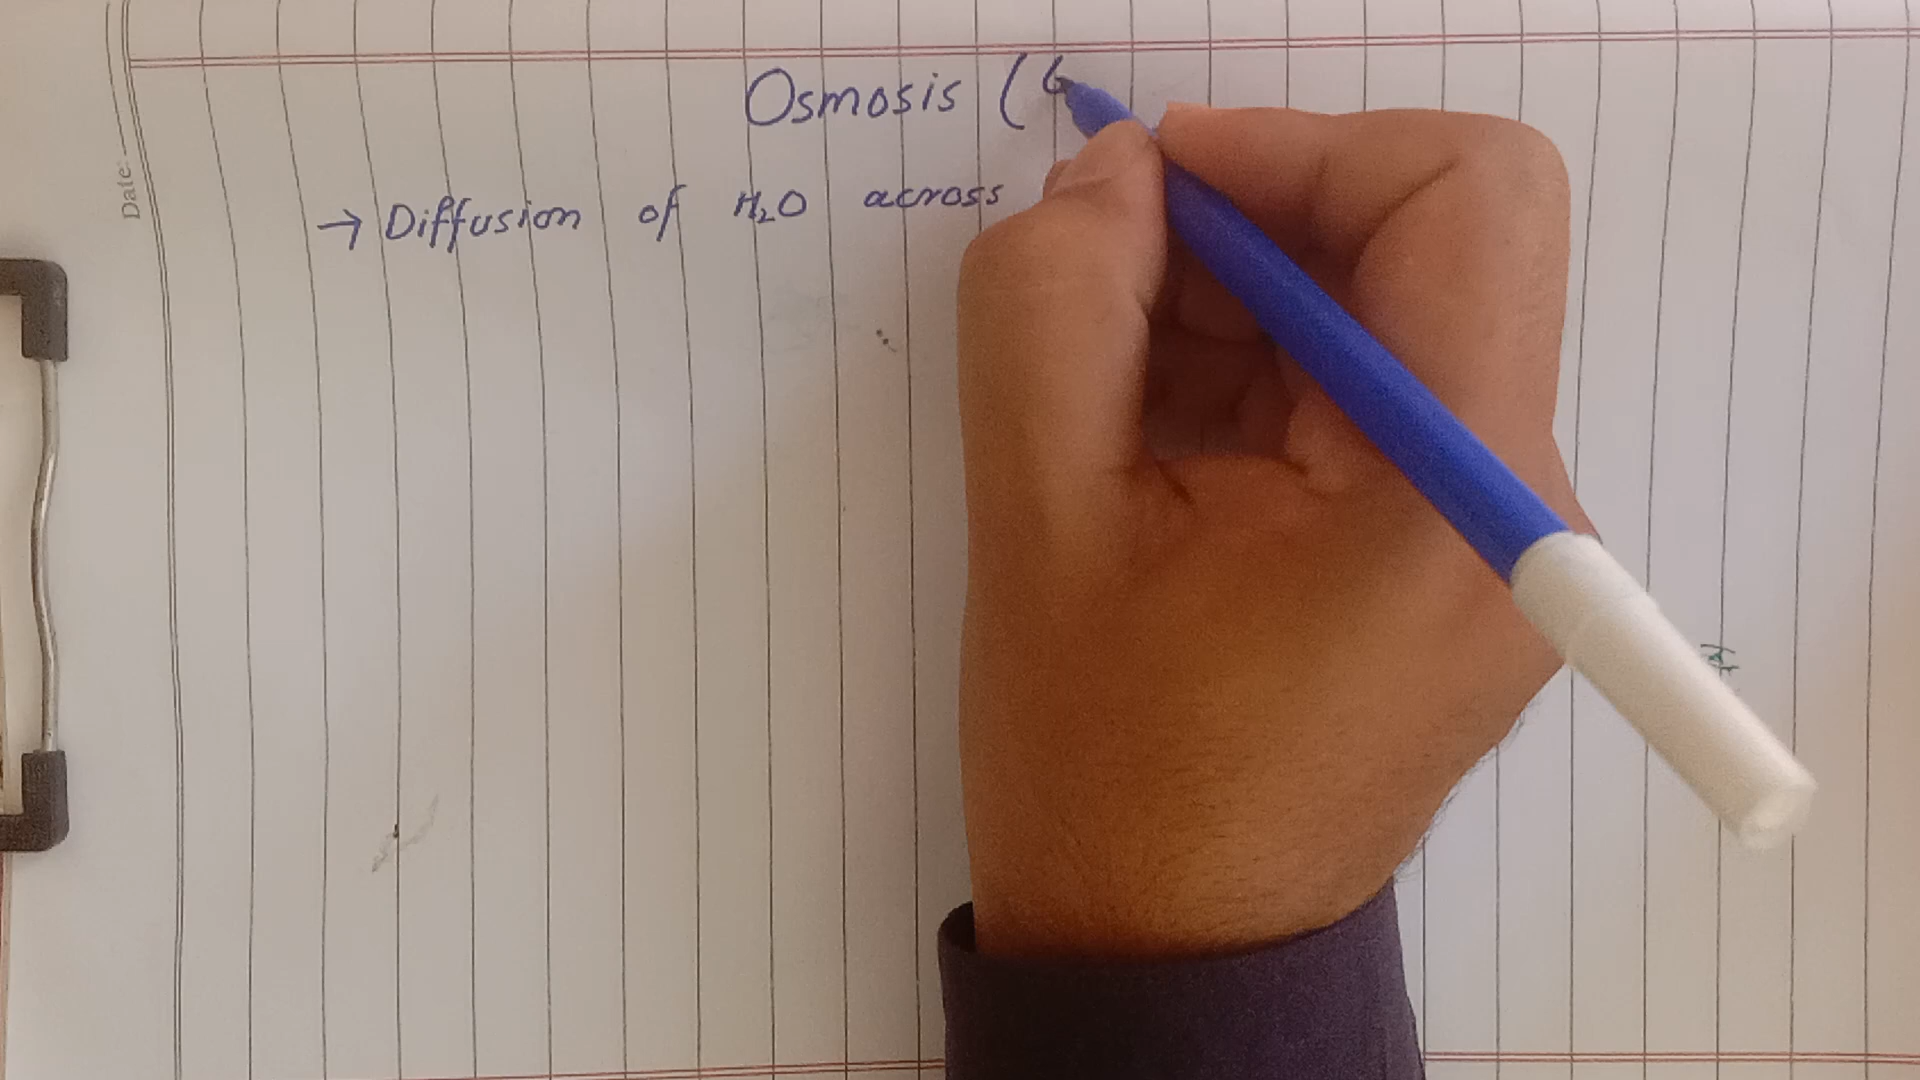 Osmosis (
→ Diffusion of H₂O across
Date: